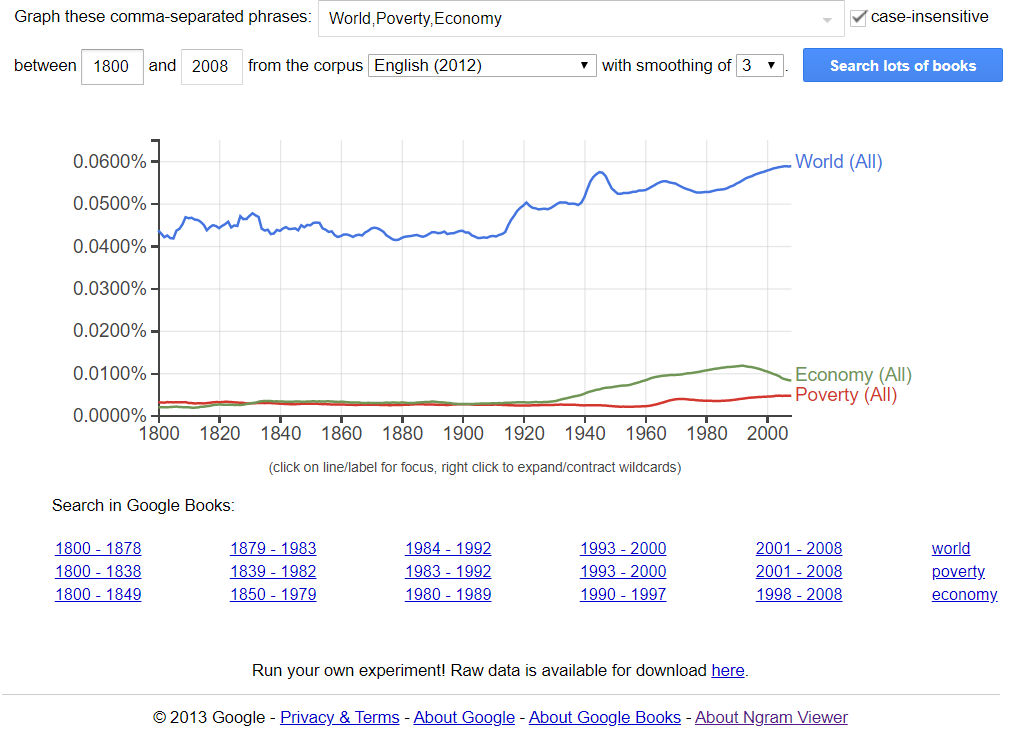 Graph these comma-separated phrases: World,Poverty,Economy case-insensitive
between 1800 and 2008 from the corpus English (2012) with smoothing of 3 . Search lots of books
0.0600% World (All)
0.0500%
0.0400%
0.0300%
0.0200%
0.0100% Economy (All)
Poverty (All)
0.0000%
1800 1820 1840 1860 1880 1900 1920 1940 1960 1980 2000
(click on line/label for focus, right click to expand/contract wildcards)
Search in Google Books:
1800 - 1878 1879 - 1983 1984 - 1992 1993 - 2000 2001 - 2008 world
1800 - 1838 1839 - 1982 1983 - 1992 1993 - 2000 2001 - 2008 poverty
1800 - 1849 1850 - 1979 1980 - 1989 1990 - 1997 1998 - 2008 economy
Run your own experiment! Raw data is available for download here.
© 2013 Google - Privacy & Terms - About Google - About Google Books - About Ngram Viewer